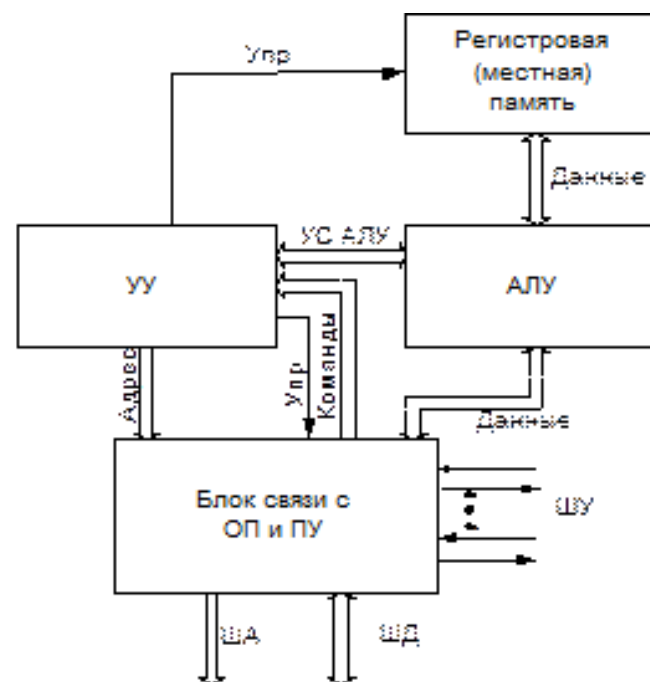 Упр
Регистровая
(местная)
память
Данные
УС АЛУ
УУ
АЛУ
Адрес
Упр
Команды
Данные
Блок связи с
ОП и ПУ
ШУ
ША
ШД